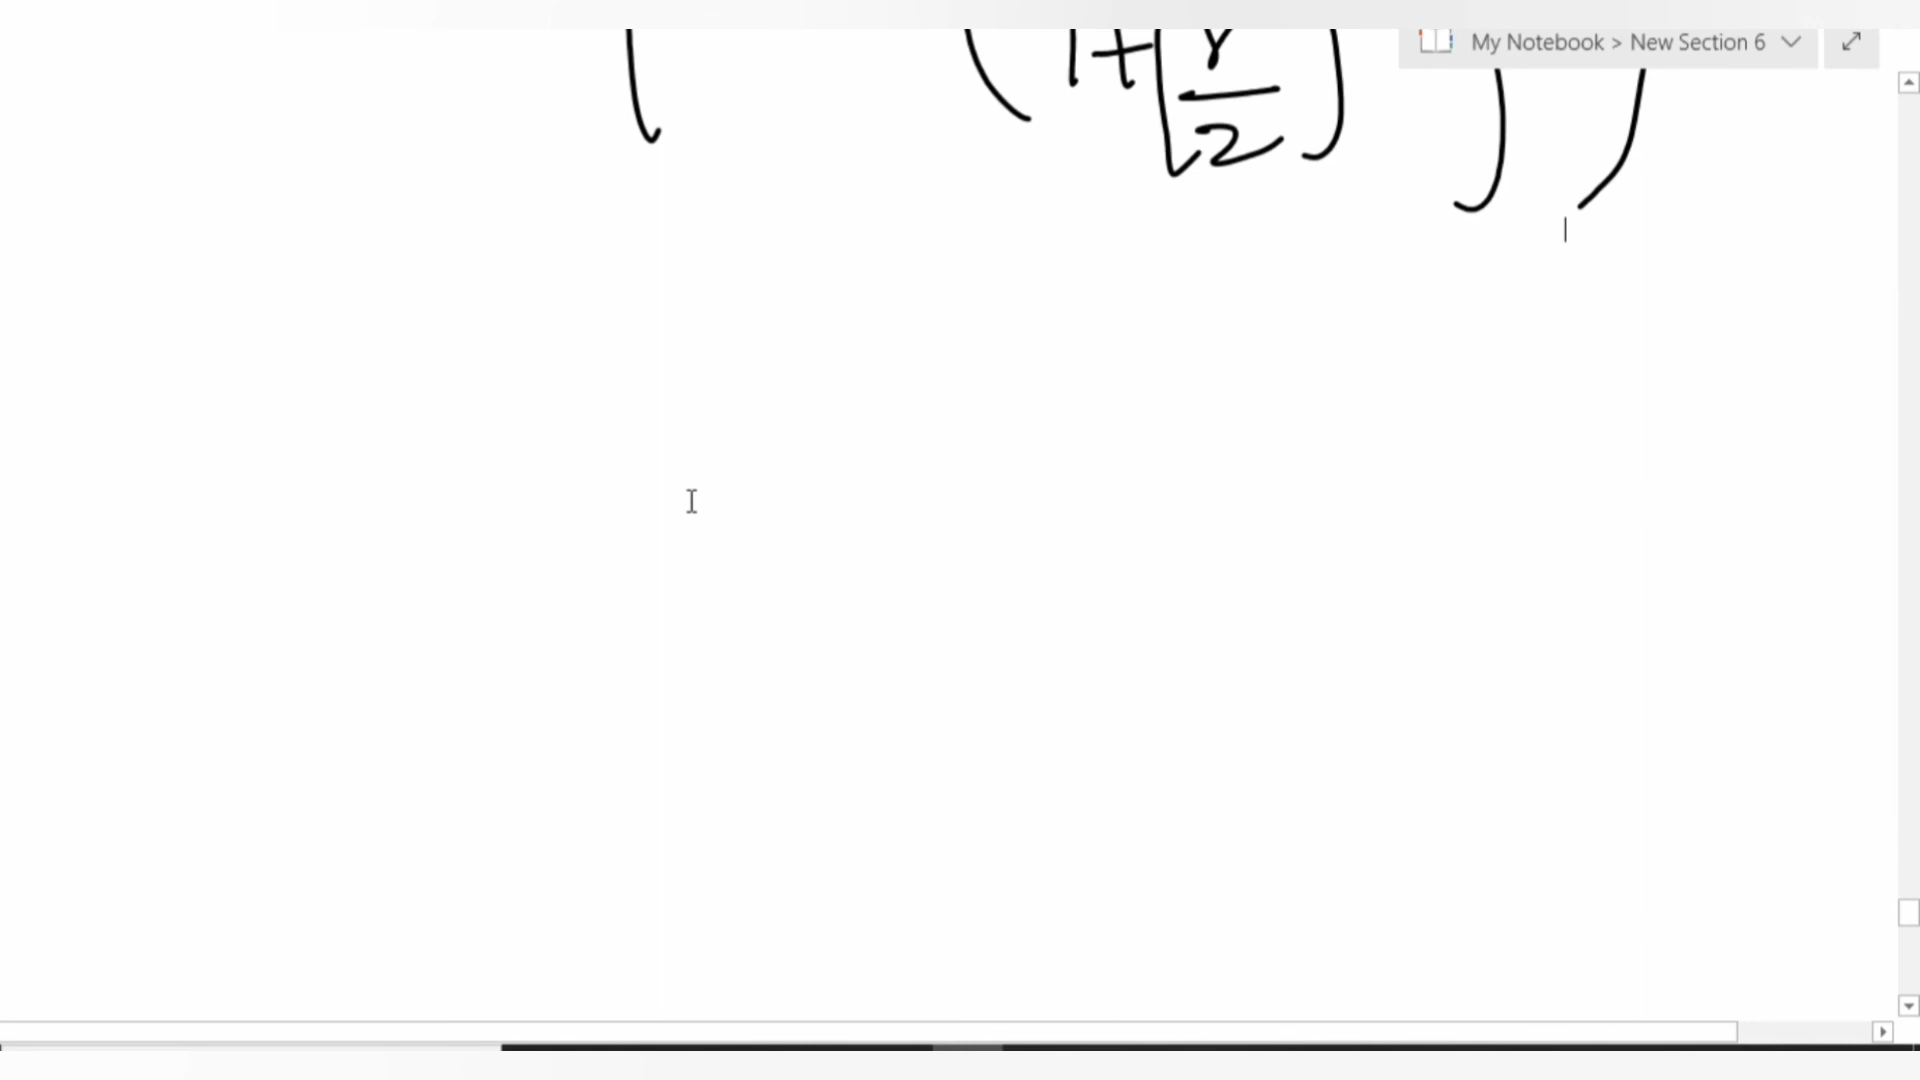 My Notebook > New Section 6
( ( 1+ ( r/2 ) ) )